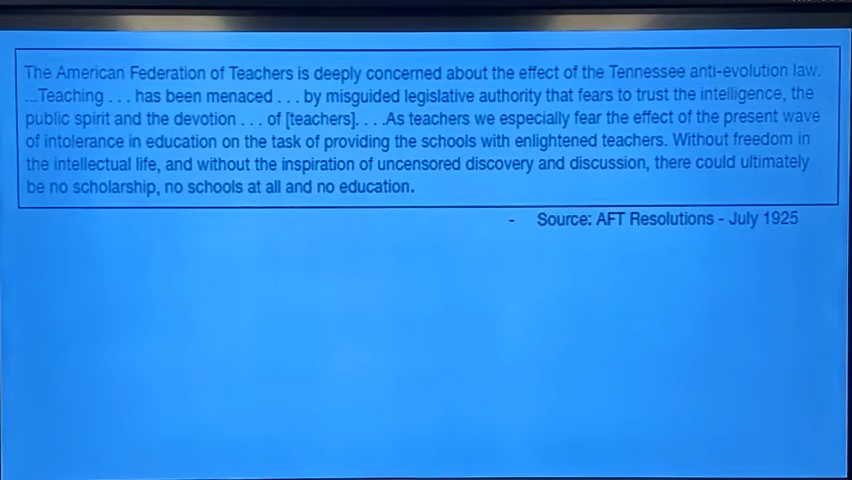 The American Federation of Teachers is deeply concerned about the effect of the Tennessee anti-evolution law.
...Teaching . . . has been menaced . . . by misguided legislative authority that fears to trust the intelligence, the
public spirit and the devotion . . . of [teachers]. . . .As teachers we especially fear the effect of the present wave
of intolerance in education on the task of providing the schools with enlightened teachers. Without freedom in
the intellectual life, and without the inspiration of uncensored discovery and discussion, there could ultimately
be no scholarship, no schools at all and no education.
- Source: AFT Resolutions - July 1925